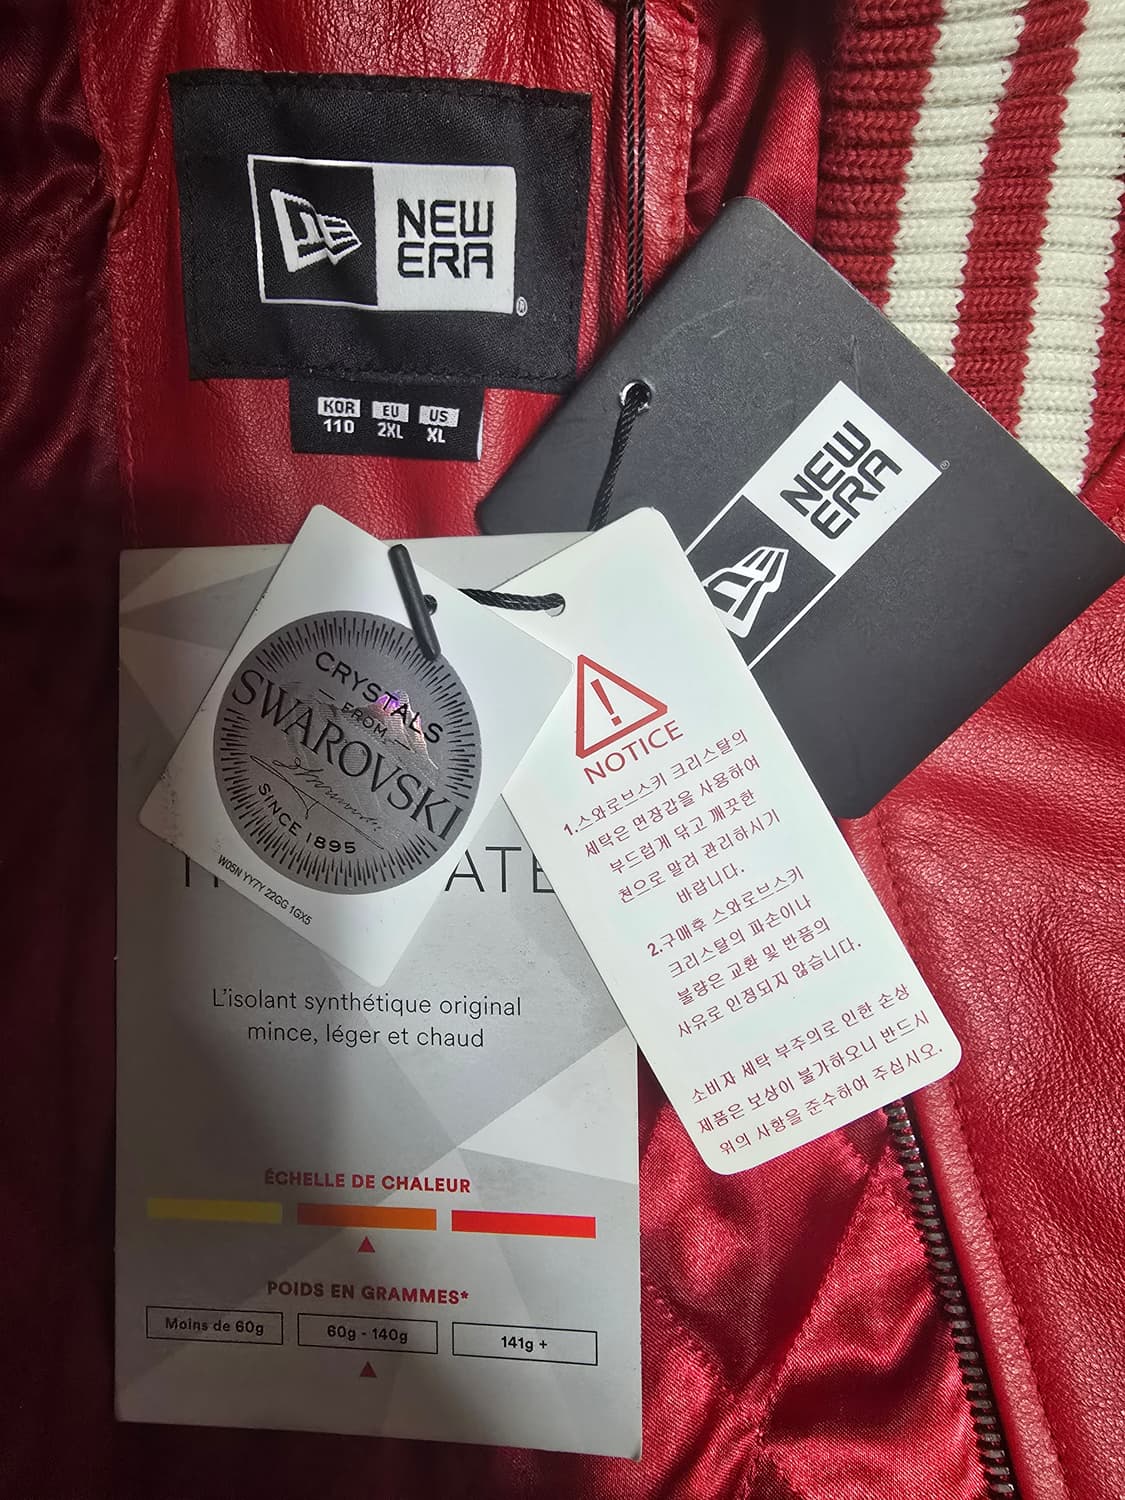 NEW
ERA
®
KOR EU US
110 2XL XL
NEW
ERA
®
CRYSTALS
FROM
SWAROVSKI
SINCE 1895
W05N YY7Y 22GG 1GX5
L'isolant synthétique original
mince, léger et chaud
ÉCHELLE DE CHALEUR
POIDS EN GRAMMES*
Moins de 60g 60g - 140g 141g +
NOTICE
1.스와로브스키 크리스탈의
세탁은 면장갑을 사용하여
부드럽게 닦고 깨끗한
천으로 말려 관리하시기
바랍니다.
2.구매후 스와로브스키
크리스탈의 파손이나
불량은 교환 및 반품의
사유로 인정되지 않습니다.
소비자 세탁 부주의로 인한 손상
제품은 보상이 불가하오니 반드시
위의 사항을 준수하여 주십시오.